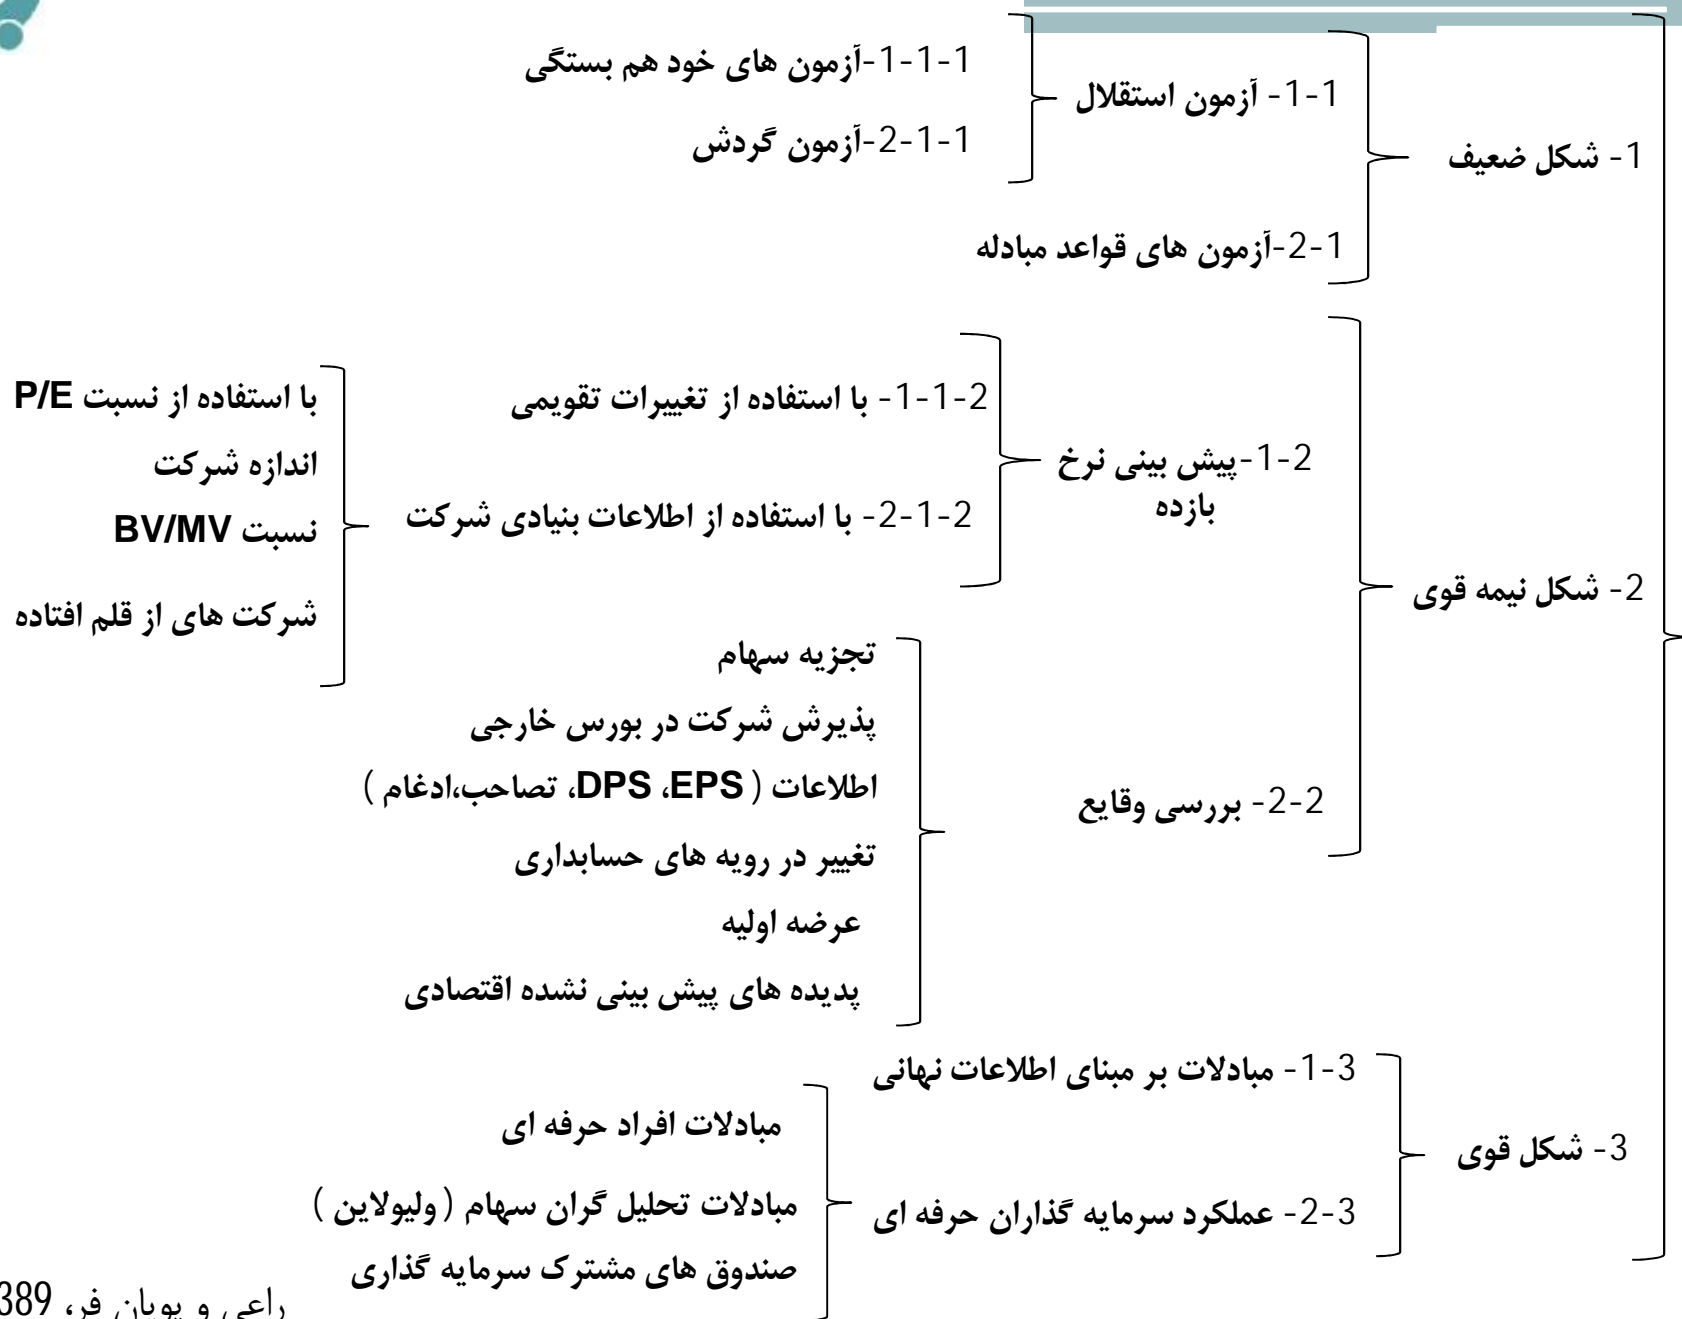 1- شکل ضعیف
1-1- آزمون استقلال
1-1-1-آزمون های خود هم بستگی
1-1-2-آزمون گردش
1-2-آزمون های قواعد مبادله
2- شکل نیمه قوی
2-1-پیش بینی نرخ
بازده
2-1-1- با استفاده از تغییرات تقویمی
2-1-2- با استفاده از اطلاعات بنیادی شرکت
با استفاده از نسبت P/E
اندازه شرکت
نسبت BV/MV
شرکت های از قلم افتاده
2-2- بررسی وقایع
تجزیه سهام
پذیرش شرکت در بورس خارجی
اطلاعات ( EPS، DPS، تصاحب،ادغام )
تغییر در رویه های حسابداری
عرضه اولیه
پدیده های پیش بینی نشده اقتصادی
3- شکل قوی
3-1- مبادلات بر مبنای اطلاعات نهانی
3-2- عملکرد سرمایه گذاران حرفه ای
مبادلات افراد حرفه ای
مبادلات تحلیل گران سهام ( ولیولاین )
صندوق های مشترک سرمایه گذاری
راعی و پویان فر، 389